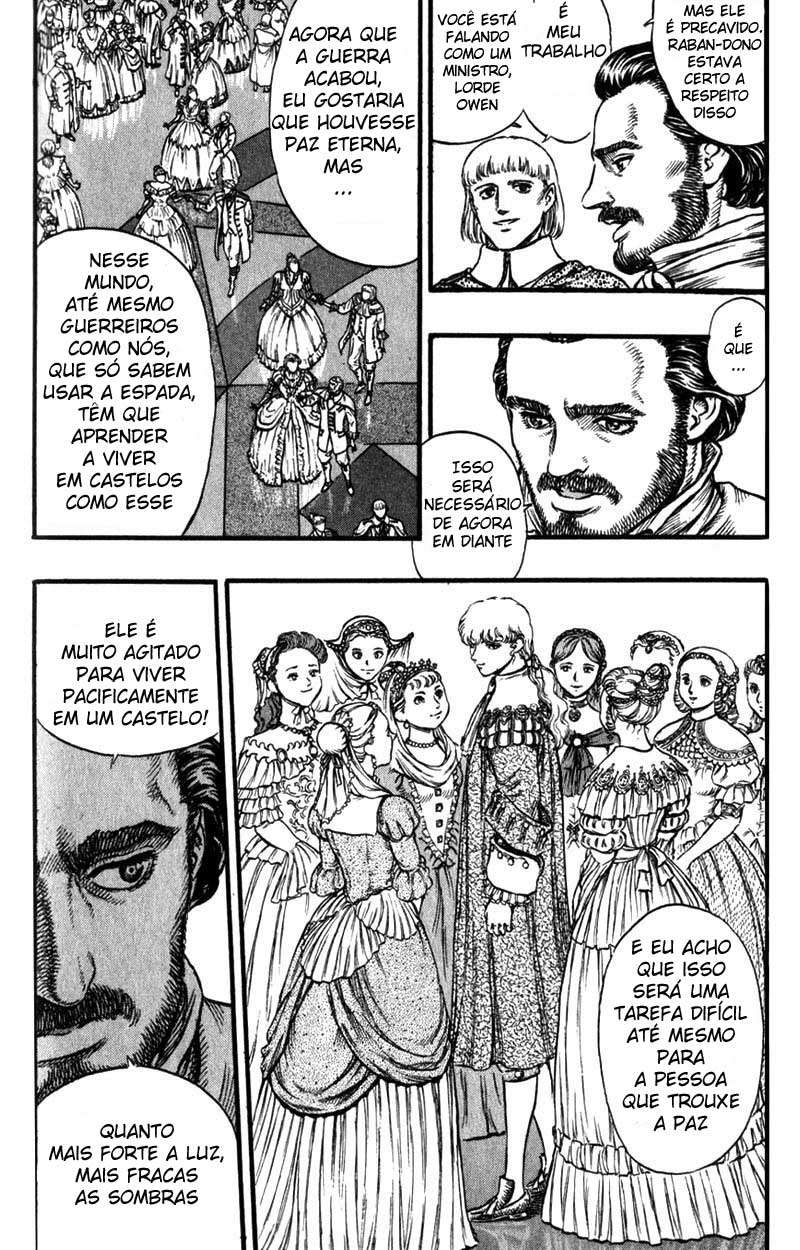 MAS ELE
É PRECAVIDO.
RABAN-DONO
ESTAVA
CERTO A
RESPEITO
DISSO
É
MEU
TRABALHO
VOCÊ ESTÁ
FALANDO
COMO UM
MINISTRO,
LORDE
OWEN
É
QUE
...
ISSO
SERÁ
NECESSÁRIO
DE AGORA
EM DIANTE
AGORA QUE
A GUERRA
ACABOU,
EU GOSTARIA
QUE HOUVESSE
PAZ ETERNA,
MAS
...
NESSE
MUNDO,
ATÉ MESMO
GUERREIROS
COMO NÓS,
QUE SÓ SABEM
USAR A ESPADA,
TÊM QUE
APRENDER
A VIVER
EM CASTELOS
COMO ESSE
E EU ACHO
QUE ISSO
SERÁ UMA
TAREFA DIFÍCIL
ATÉ MESMO
PARA
A PESSOA
QUE TROUXE
A PAZ
ELE É
MUITO AGITADO
PARA VIVER
PACIFICAMENTE
EM UM CASTELO!
QUANTO
MAIS FORTE A LUZ,
MAIS FRACAS
AS SOMBRAS